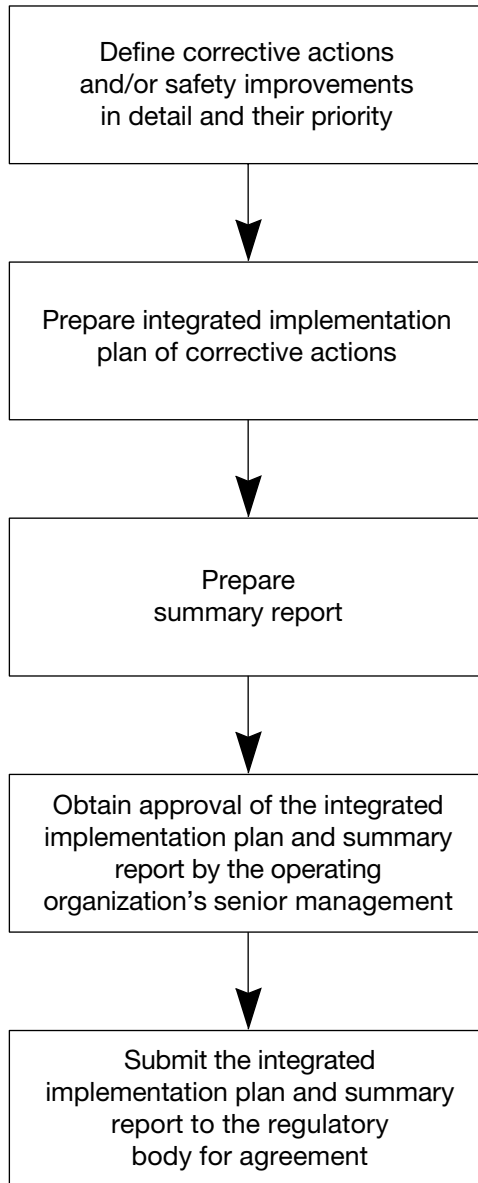 Define corrective actions
and/or safety improvements
in detail and their priority
Prepare integrated implementation
plan of corrective actions
Prepare
summary report
Obtain approval of the integrated
implementation plan and summary
report by the operating
organization’s senior management
Submit the integrated
implementation plan and summary
report to the regulatory
body for agreement